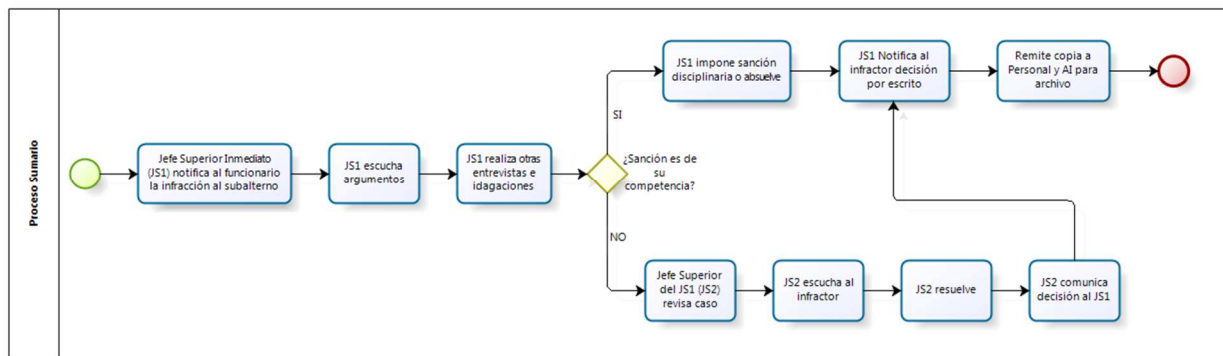 Proceso Sumario
Jefe Superior Inmediato
(JS1) notifica al funcionario
la infracción al subalterno
JS1 escucha
argumentos
JS1 realiza otras
entrevistas e
idagaciones
¿Sanción es de
su
competencia?
SI
JS1 impone sanción
disciplinaria o absuelve
JS1 Notifica al
infractor decisión
por escrito
Remite copia a
Personal y AI para
archivo
NO
Jefe Superior
del JS1 (JS2)
revisa caso
JS2 escucha al
infractor
JS2 resuelve
JS2 comunica
decisión al JS1